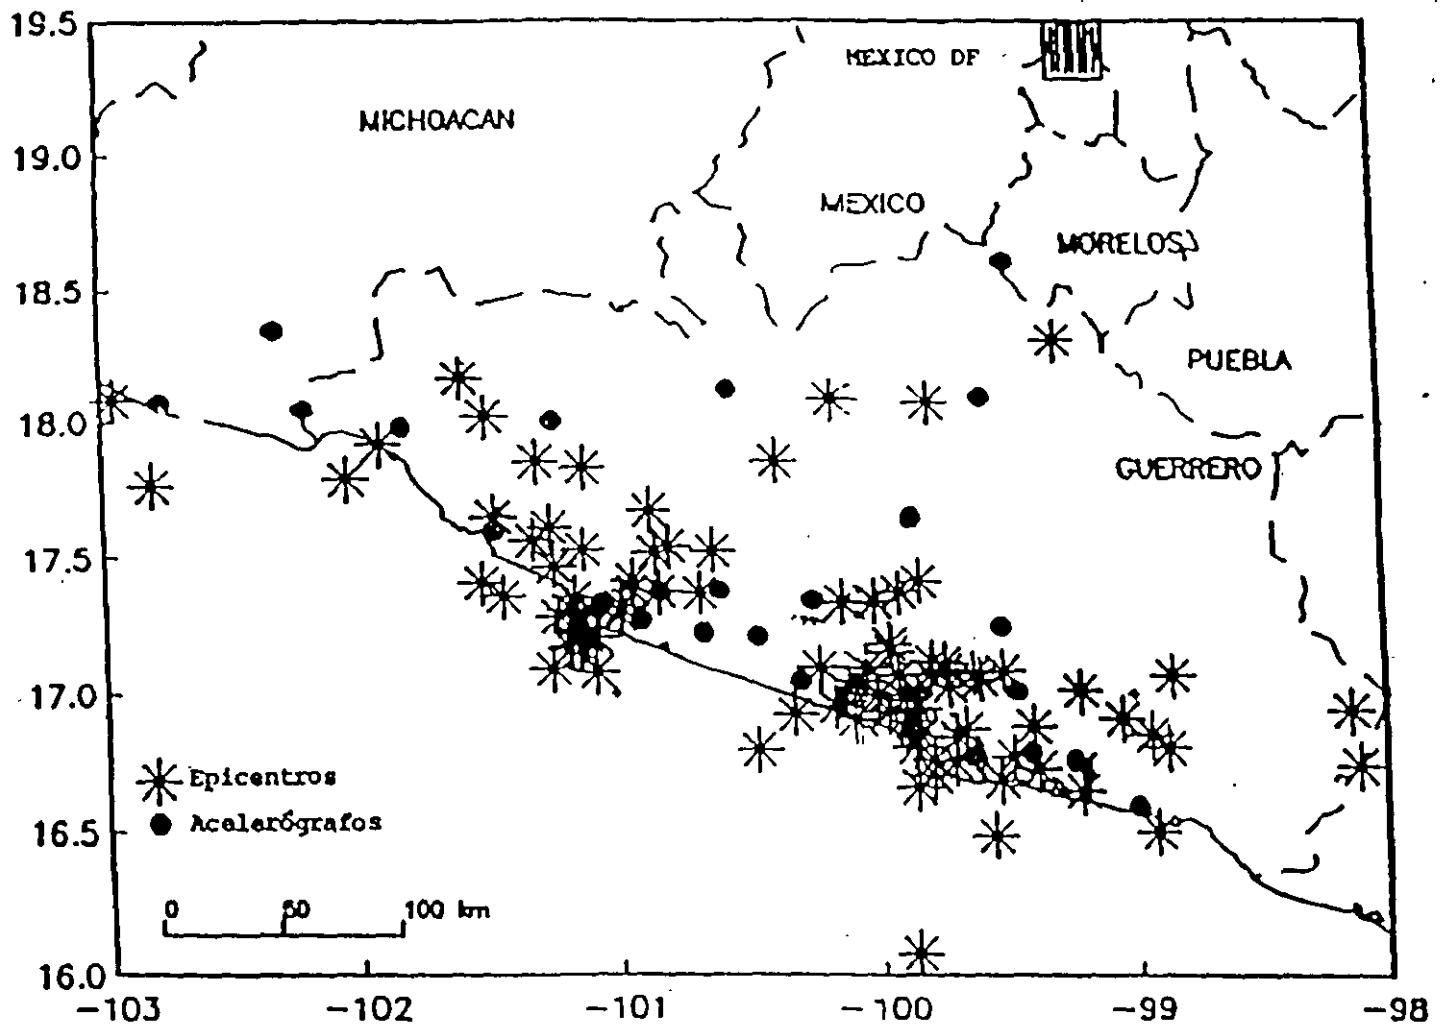 19.5
MEXICO DF
MICHOACAN
19.0
MEXICO
MORELOS
18.5
PUEBLA
18.0
GUERRERO
17.5
17.0
Epicentros
Acelerógrafos
16.5
0 50 100 km
16.0
-103 -102 -101 -100 -99 -98